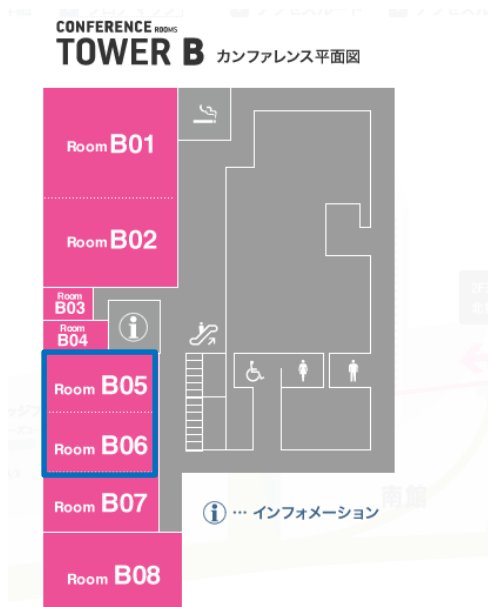 CONFERENCE ROOMS
TOWER B カンファレンス平面図
Room B01
Room B02
Room
B03
Room
B04
Room B05
Room B06
Room B07
Room B08
i … インフォメーション
南館